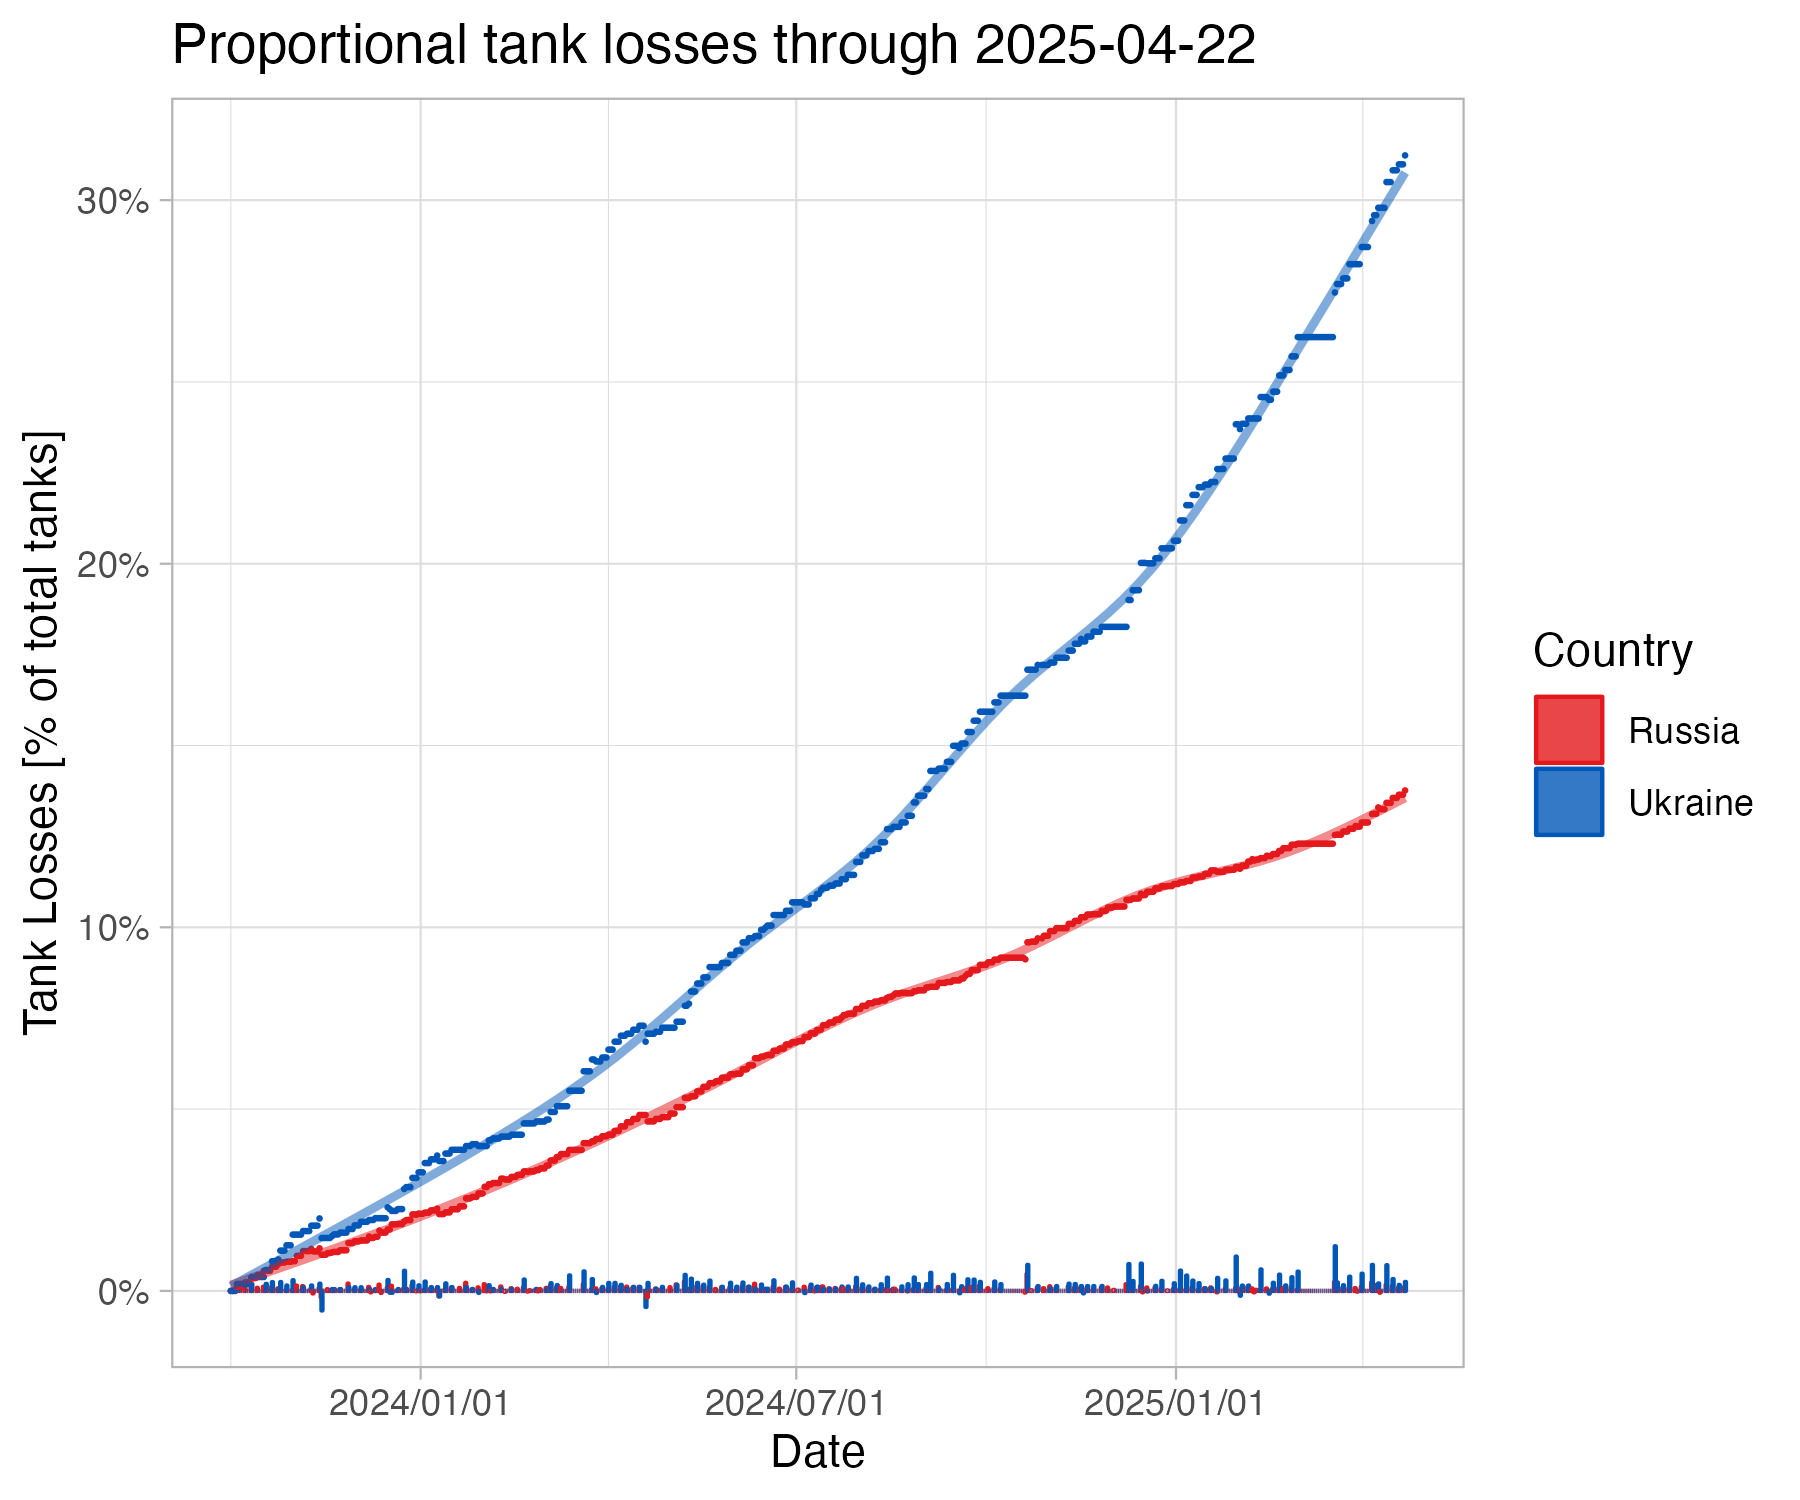 Proportional tank losses through 2025-04-22
Tank Losses [% of total tanks]
30%
20%
10%
0%
2024/01/01
2024/07/01
2025/01/01
Date
Country
Russia
Ukraine